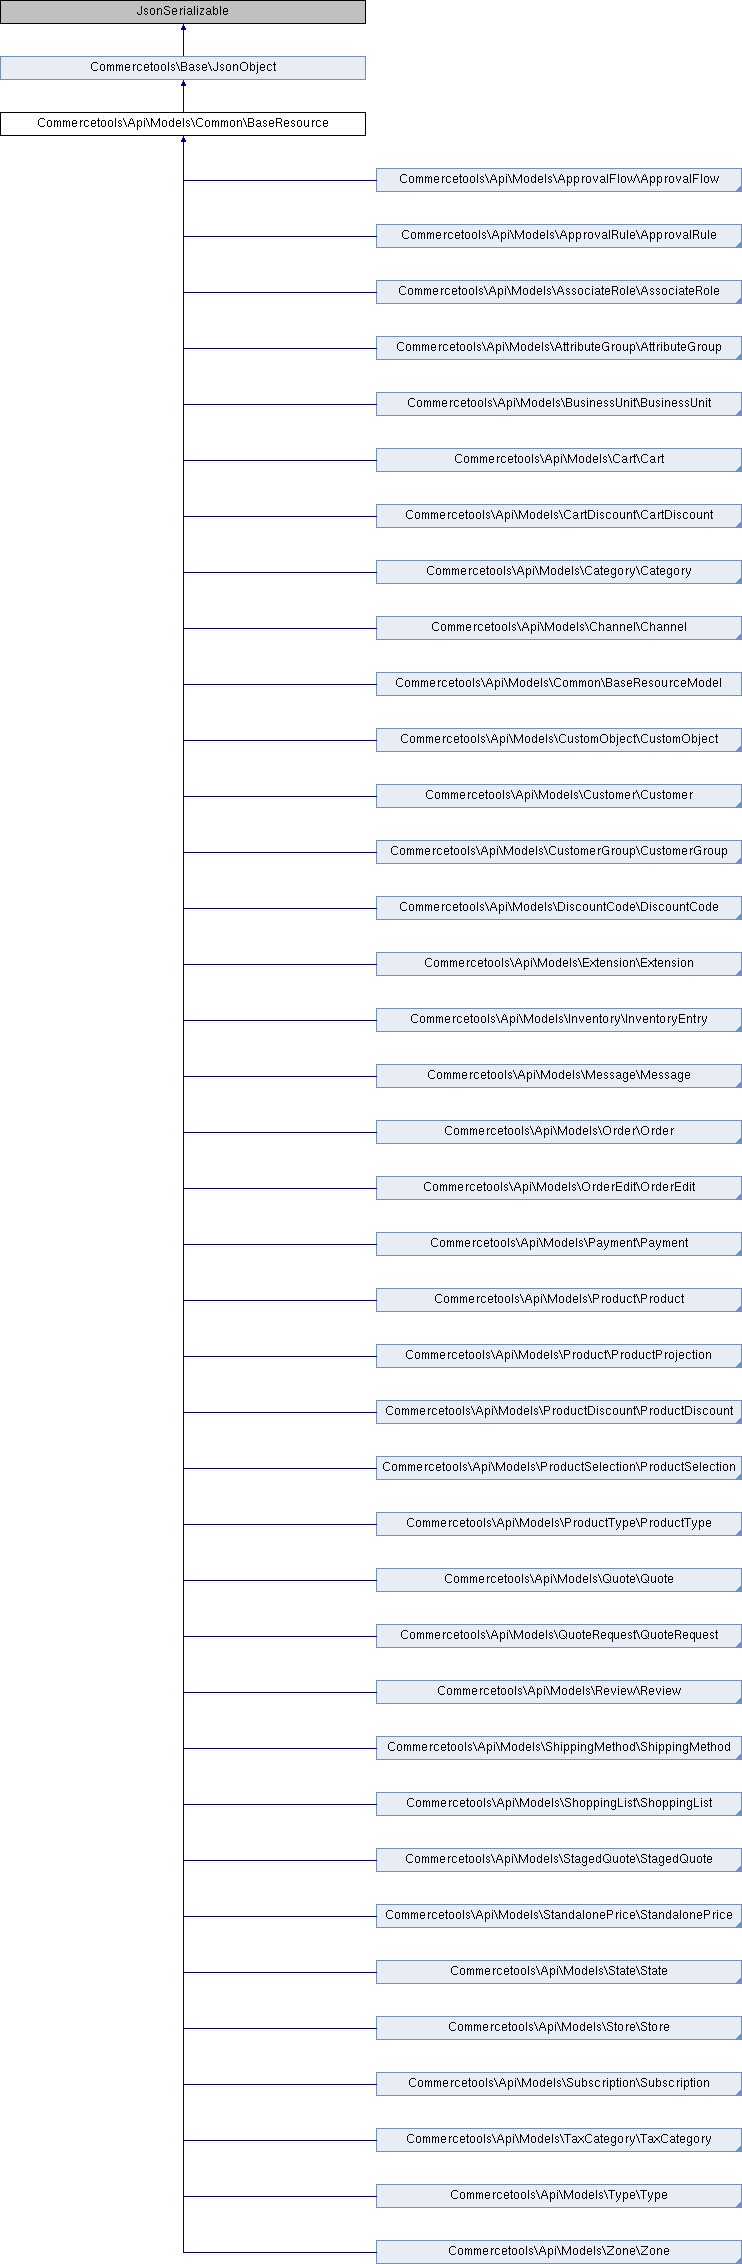 JsonSerializable
Commercetools\Base\JsonObject
Commercetools\Api\Models\Common\BaseResource
Commercetools\Api\Models\ApprovalFlow\ApprovalFlow
Commercetools\Api\Models\ApprovalRule\ApprovalRule
Commercetools\Api\Models\AssociateRole\AssociateRole
Commercetools\Api\Models\AttributeGroup\AttributeGroup
Commercetools\Api\Models\BusinessUnit\BusinessUnit
Commercetools\Api\Models\Cart\Cart
Commercetools\Api\Models\CartDiscount\CartDiscount
Commercetools\Api\Models\Category\Category
Commercetools\Api\Models\Channel\Channel
Commercetools\Api\Models\Common\BaseResourceModel
Commercetools\Api\Models\CustomObject\CustomObject
Commercetools\Api\Models\Customer\Customer
Commercetools\Api\Models\CustomerGroup\CustomerGroup
Commercetools\Api\Models\DiscountCode\DiscountCode
Commercetools\Api\Models\Extension\Extension
Commercetools\Api\Models\Inventory\InventoryEntry
Commercetools\Api\Models\Message\Message
Commercetools\Api\Models\Order\Order
Commercetools\Api\Models\OrderEdit\OrderEdit
Commercetools\Api\Models\Payment\Payment
Commercetools\Api\Models\Product\Product
Commercetools\Api\Models\Product\ProductProjection
Commercetools\Api\Models\ProductDiscount\ProductDiscount
Commercetools\Api\Models\ProductSelection\ProductSelection
Commercetools\Api\Models\ProductType\ProductType
Commercetools\Api\Models\Quote\Quote
Commercetools\Api\Models\QuoteRequest\QuoteRequest
Commercetools\Api\Models\Review\Review
Commercetools\Api\Models\ShippingMethod\ShippingMethod
Commercetools\Api\Models\ShoppingList\ShoppingList
Commercetools\Api\Models\StagedQuote\StagedQuote
Commercetools\Api\Models\StandalonePrice\StandalonePrice
Commercetools\Api\Models\State\State
Commercetools\Api\Models\Store\Store
Commercetools\Api\Models\Subscription\Subscription
Commercetools\Api\Models\TaxCategory\TaxCategory
Commercetools\Api\Models\Type\Type
Commercetools\Api\Models\Zone\Zone